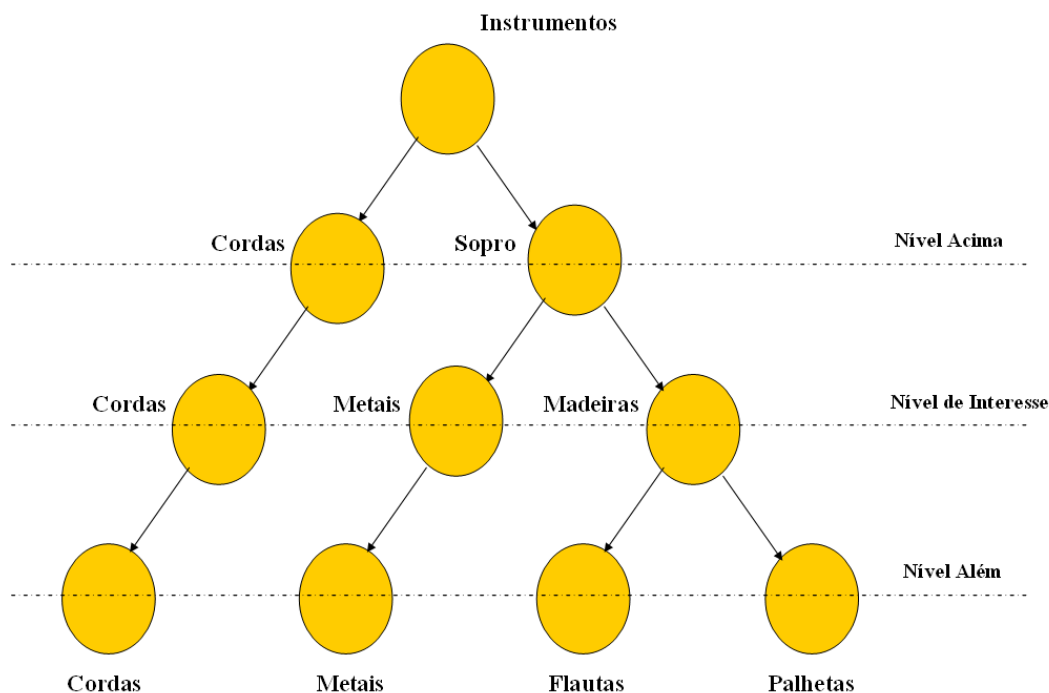 Instrumentos
Cordas
Sopro
Nível Acima
Cordas
Metais
Madeiras
Nível de Interesse
Nível Além
Cordas
Metais
Flautas
Palhetas